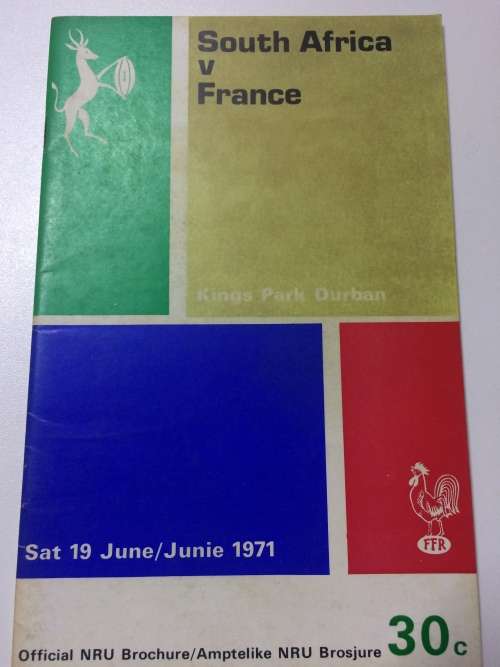 South Africa
v
France
Kings Park Durban
FFR
Sat 19 June/Junie 1971
Official NRU Brochure/Amptelike NRU Brosjure 30c